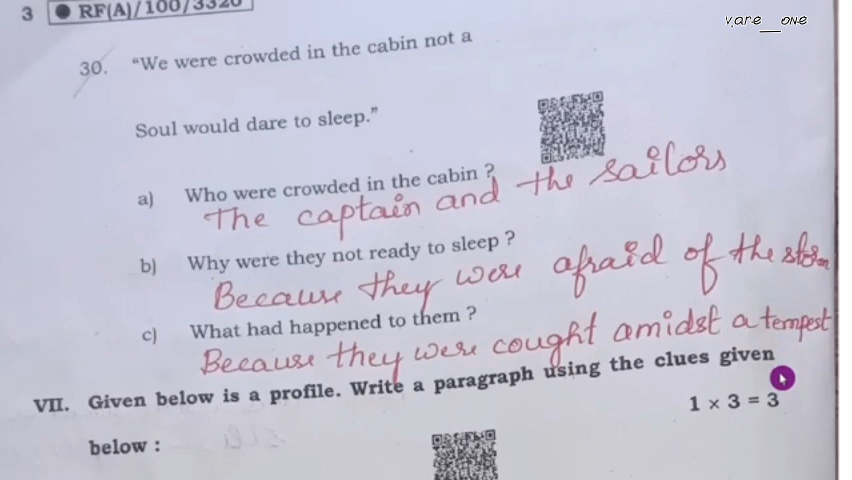 3 ● RF(A)/100/3320
vare__one
30. "We were crowded in the cabin not a
Soul would dare to sleep."
a) Who were crowded in the cabin ?
The captain and the sailors
b) Why were they not ready to sleep ?
Because they were afraid of the storm
c) What had happened to them ?
Because they were cought amidst a tempest
VII. Given below is a profile. Write a paragraph using the clues given
below : 1 × 3 = 3